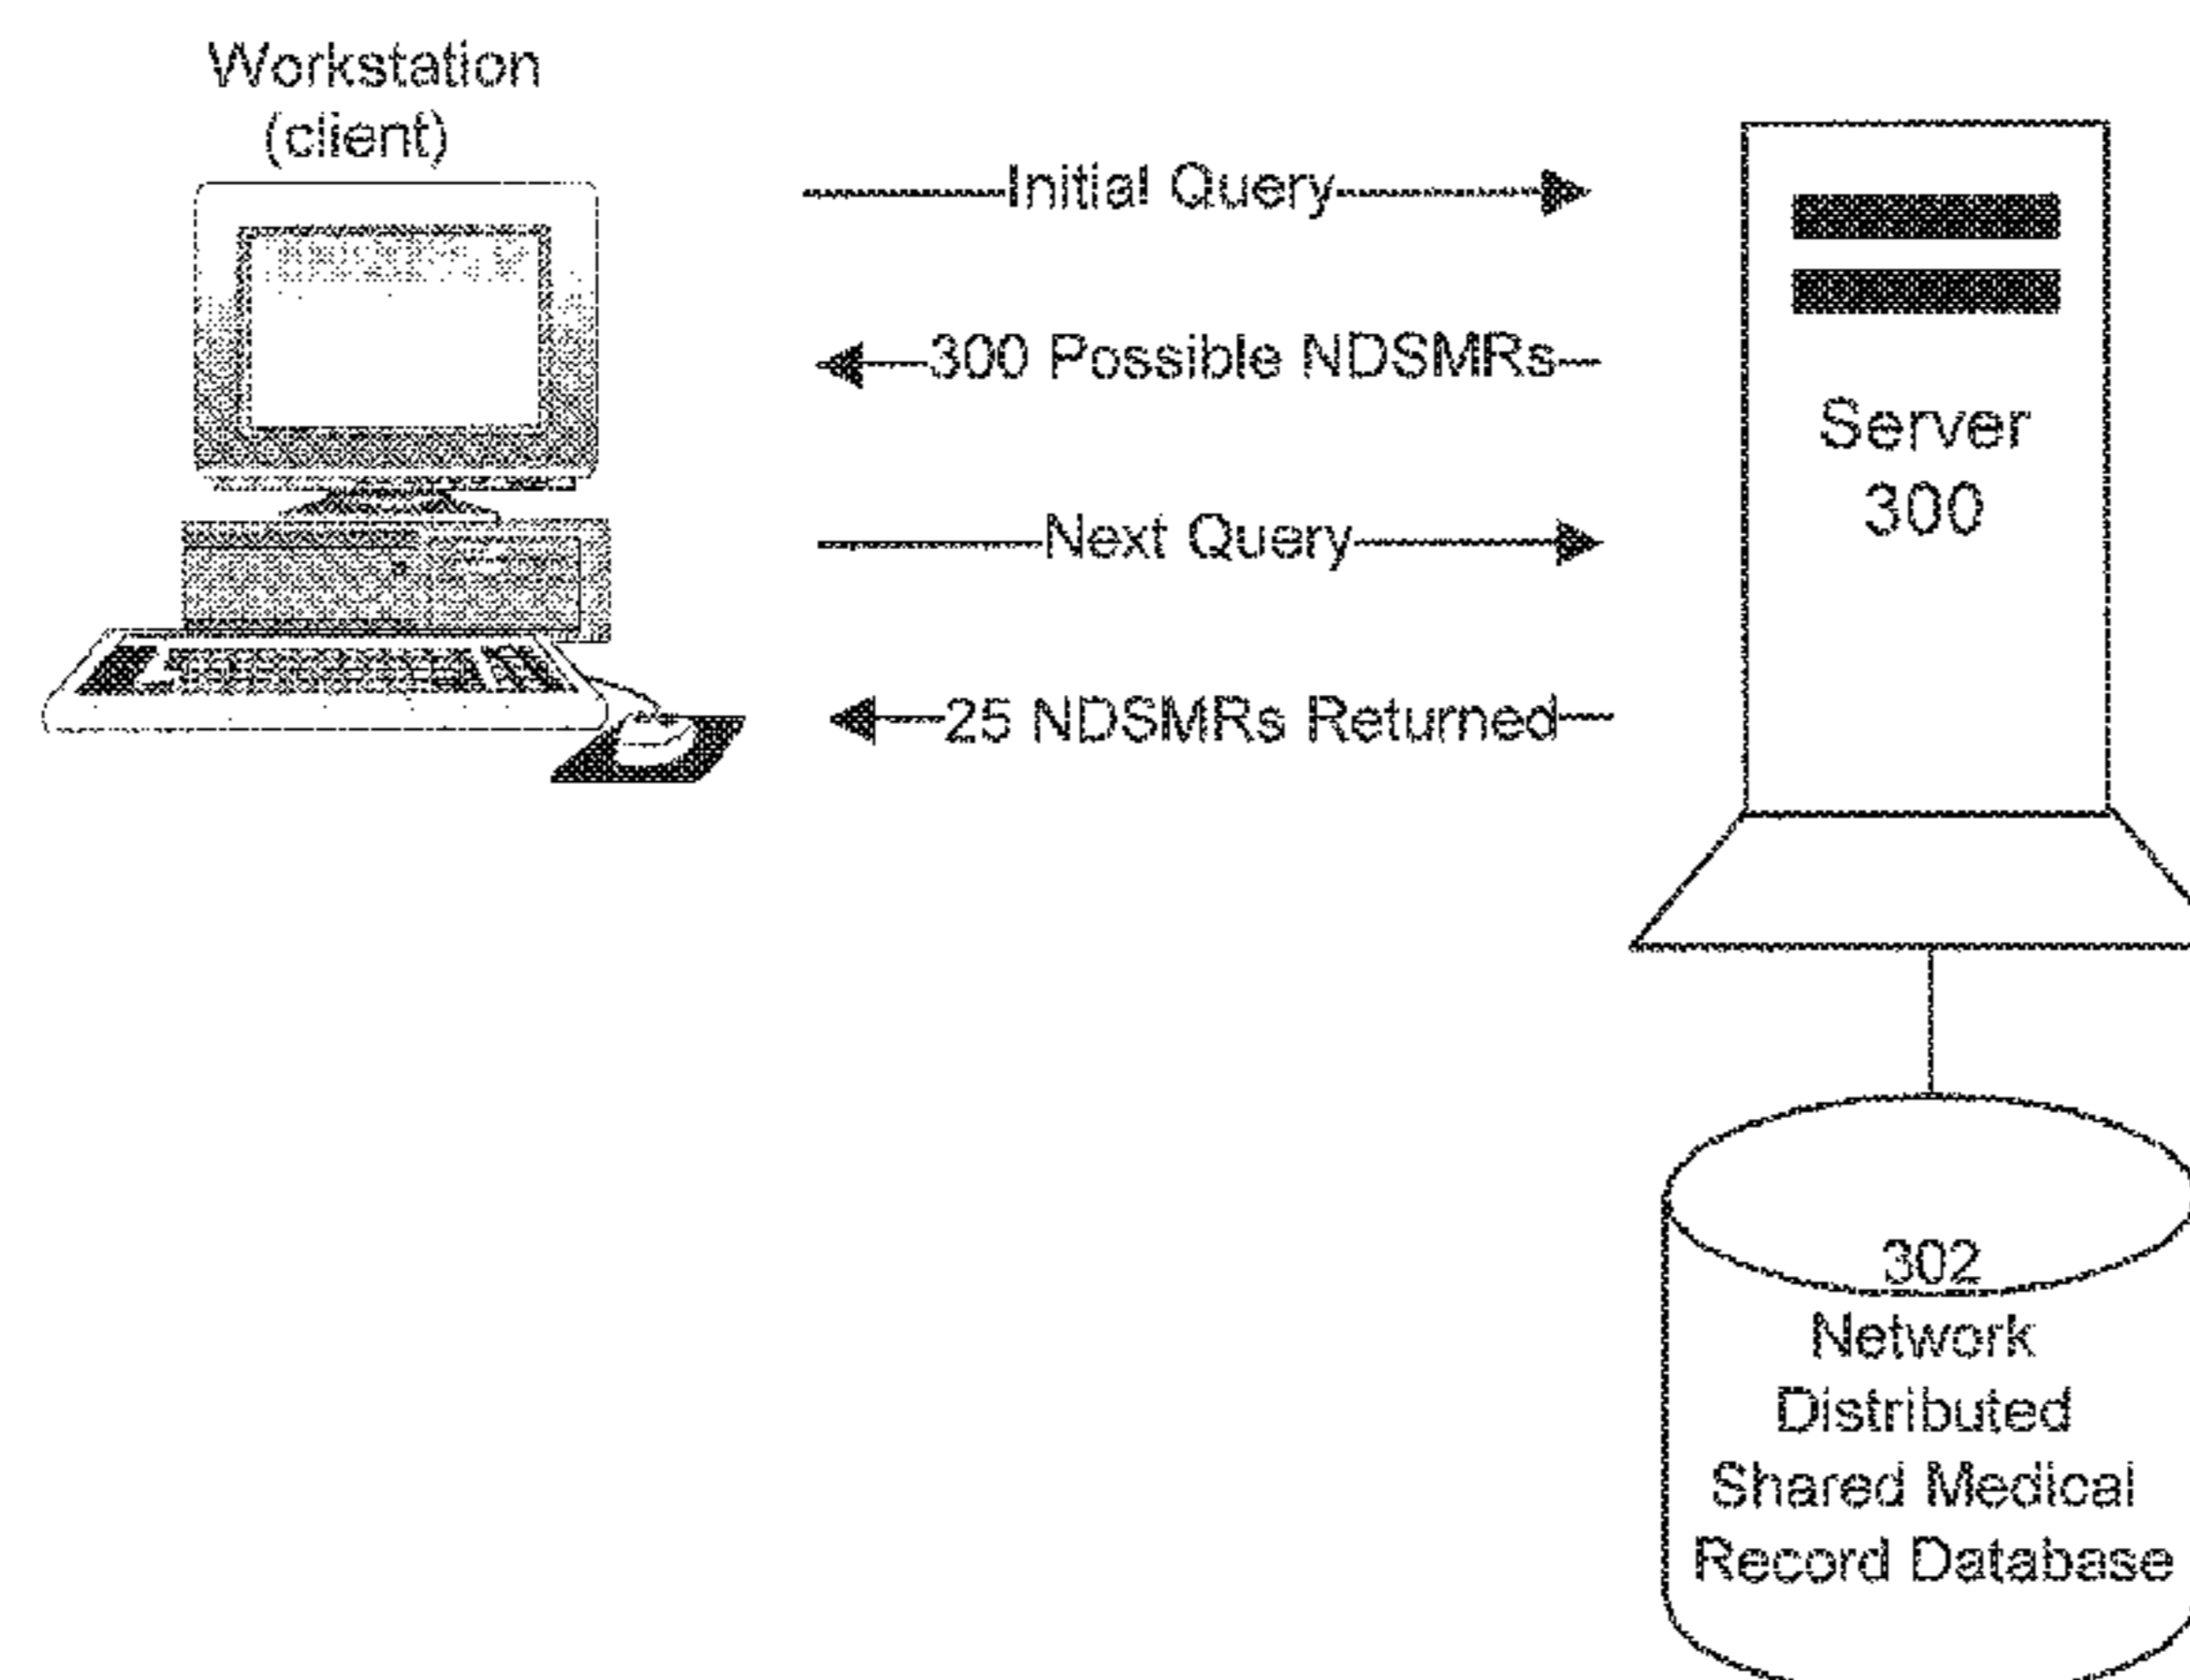 Workstation
(client)
Initial Query
300 Possible NDSMRs
Next Query
25 NDSMRs Returned
Server
300
302
Network
Distributed
Shared Medical
Record Database